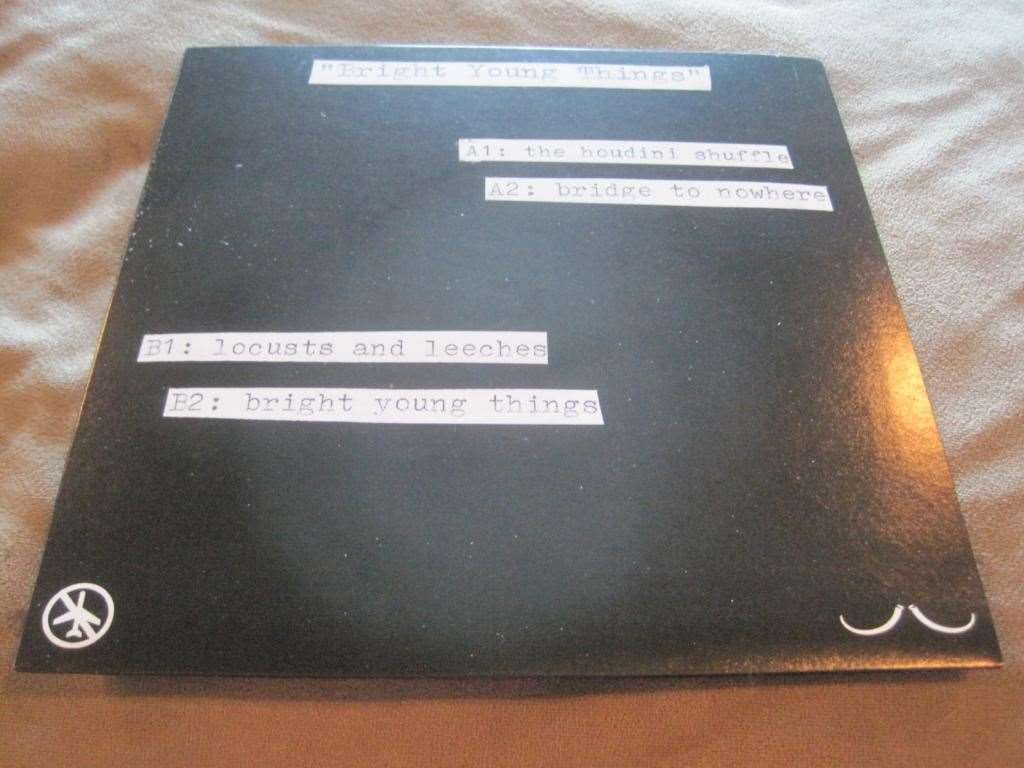 "Bright Young Things"
A1: the houdini shuffle
A2: bridge to nowhere
B1: locusts and leeches
B2: bright young things